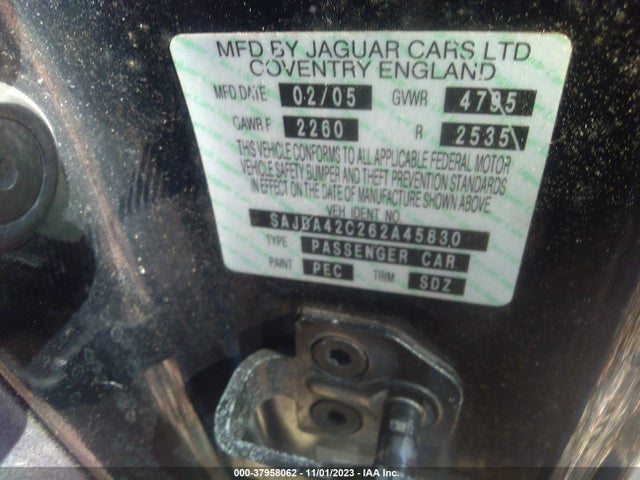 MFD BY JAGUAR CARS LTD
COVENTRY ENGLAND
MFD DATE 02/05 GVWR 4795
GAWR F 2260 R 2535
THIS VEHICLE CONFORMS TO ALL APPLICABLE FEDERAL MOTOR
VEHICLE SAFETY BUMPER AND THEFT PREVENTION STANDARDS
IN EFFECT ON THE DATE OF MANUFACTURE SHOWN ABOVE
VEH IDENT NO
SAJDA42C262A45830
TYPE PASSENGER CAR
PAINT PEC TRIM SDZ
000-37958062 - 11/01/2023 - IAA Inc.